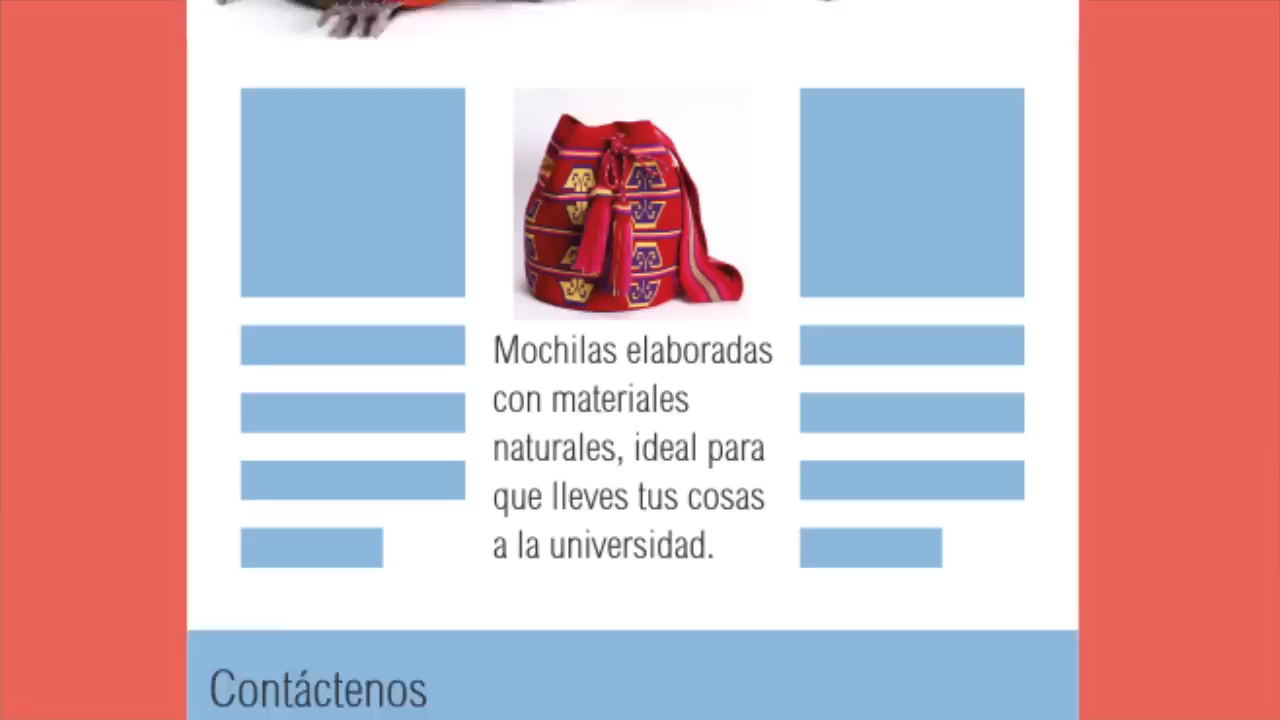 Mochilas elaboradas
con materiales
naturales, ideal para
que lleves tus cosas
a la universidad.
Contáctenos